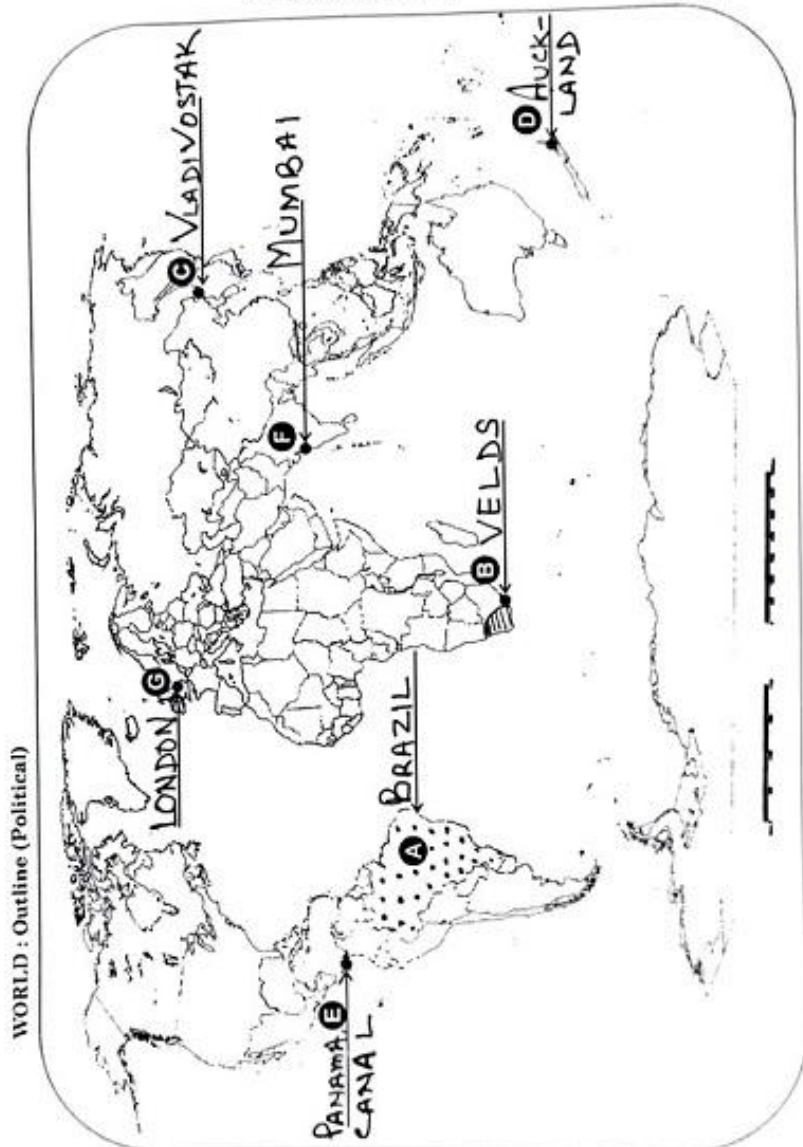 WORLD : Outline (Political)
C VLADIVOSTAK
F MUMBAI
D AUCK-
LAND
G
LONDON
B VELDS
BRAZIL
A
PANAMA E
CANAL